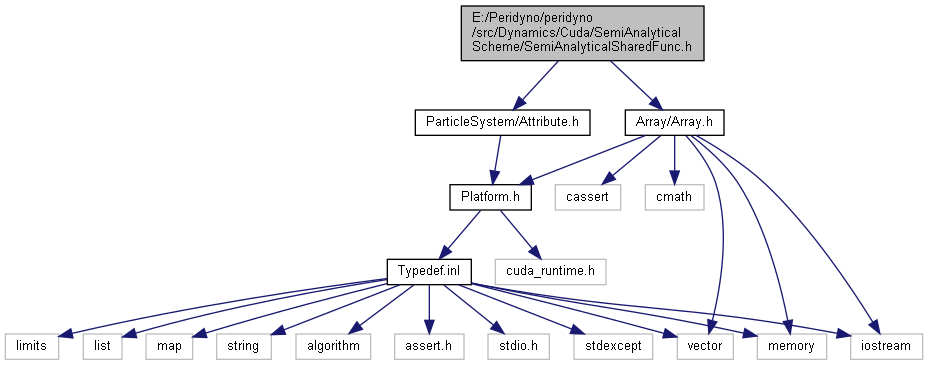 E:/Peridyno/peridyno
/src/Dynamics/Cuda/SemiAnalytical
Scheme/SemiAnalyticalSharedFunc.h
ParticleSystem/Attribute.h
Array/Array.h
Platform.h
cassert
cmath
Typedef.inl
cuda_runtime.h
limits
list
map
string
algorithm
assert.h
stdio.h
stdexcept
vector
memory
iostream